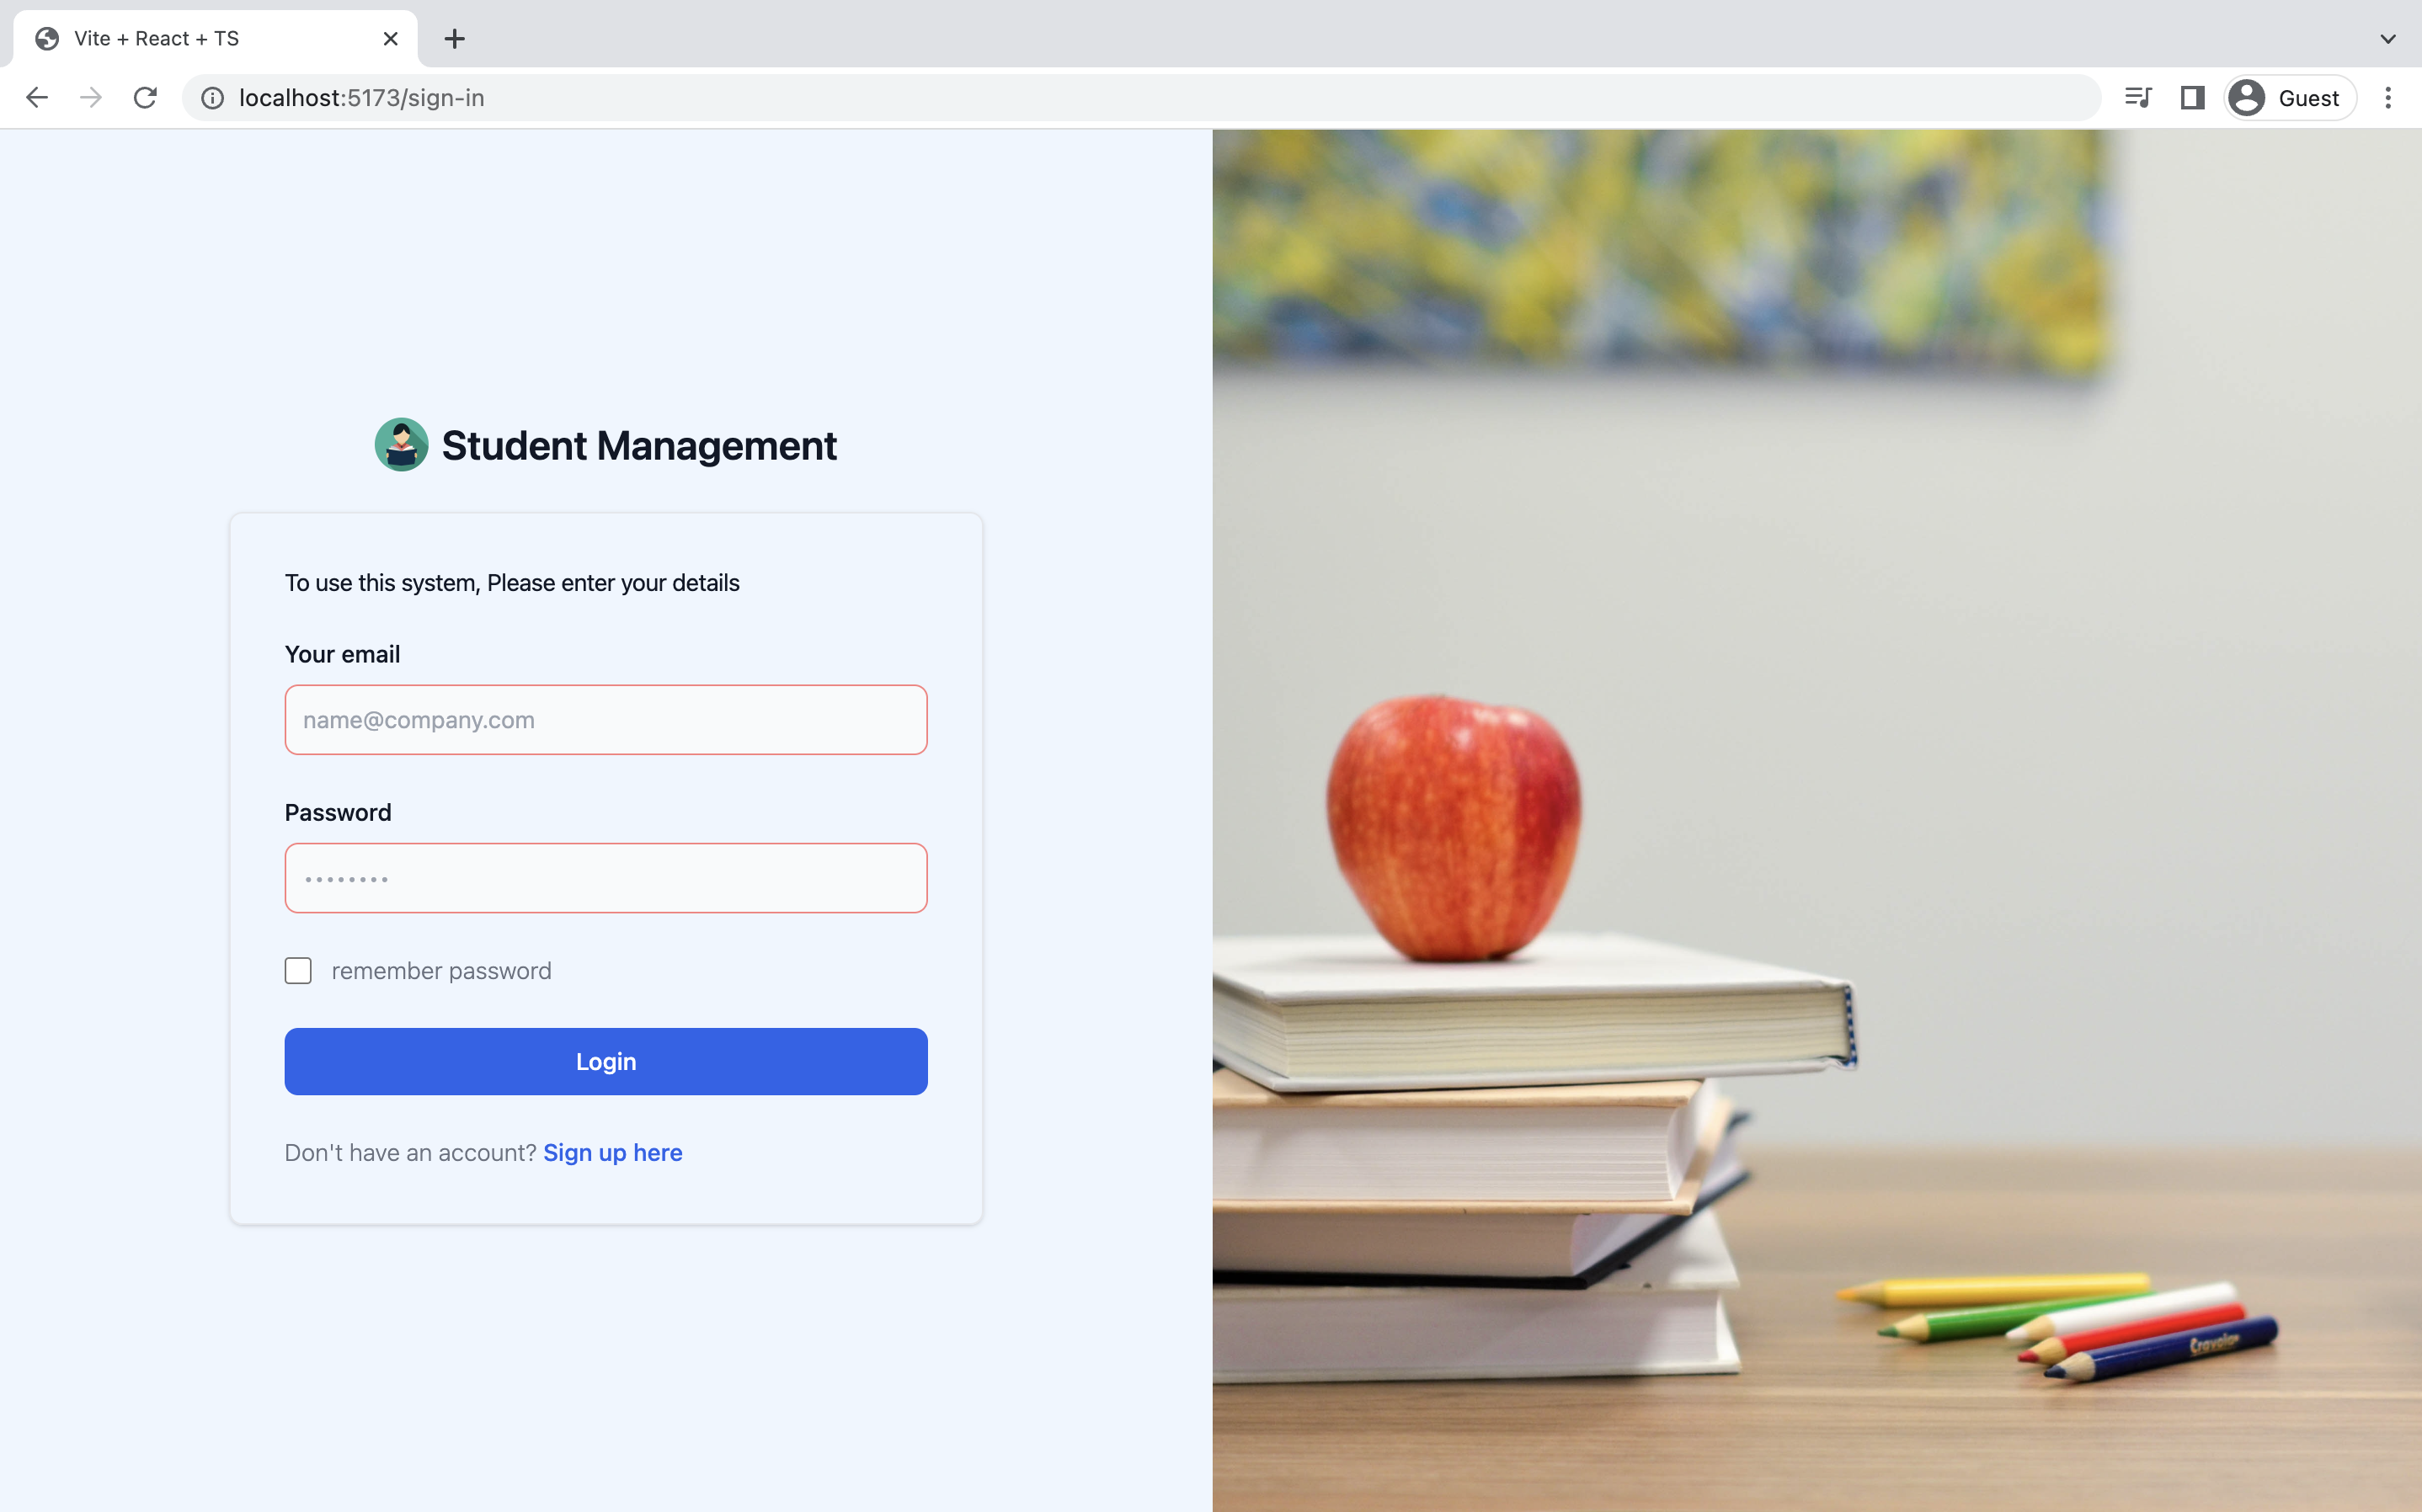 Vite + React + TS
localhost:5173/sign-in
Guest
Student Management
To use this system, Please enter your details
Your email
name@company.com
Password
••••••••
remember password
Login
Don't have an account? Sign up here
Crayola